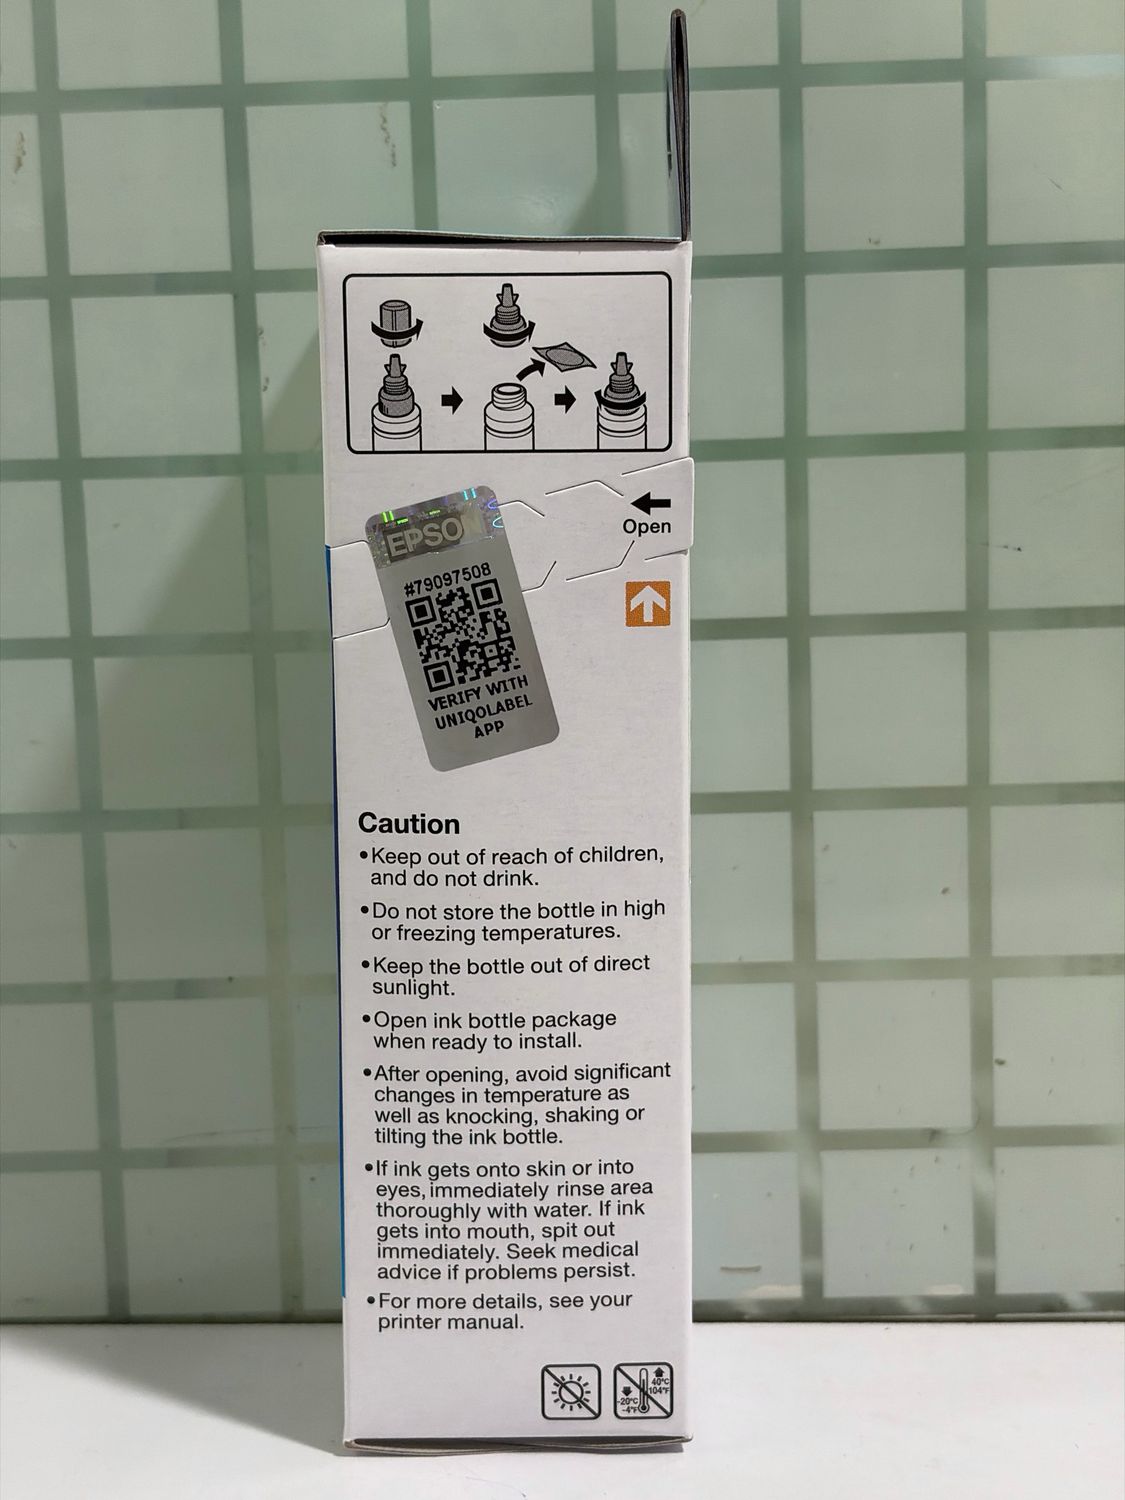 Open
EPSON
#79097508
VERIFY WITH
UNIQOLABEL
APP
Caution
•Keep out of reach of children,
and do not drink.
•Do not store the bottle in high
or freezing temperatures.
•Keep the bottle out of direct
sunlight.
•Open ink bottle package
when ready to install.
•After opening, avoid significant
changes in temperature as
well as knocking, shaking or
tilting the ink bottle.
•If ink gets onto skin or into
eyes, immediately rinse area
thoroughly with water. If ink
gets into mouth, spit out
immediately. Seek medical
advice if problems persist.
•For more details, see your
printer manual.
40°C
104°F
-20°C
-4°F